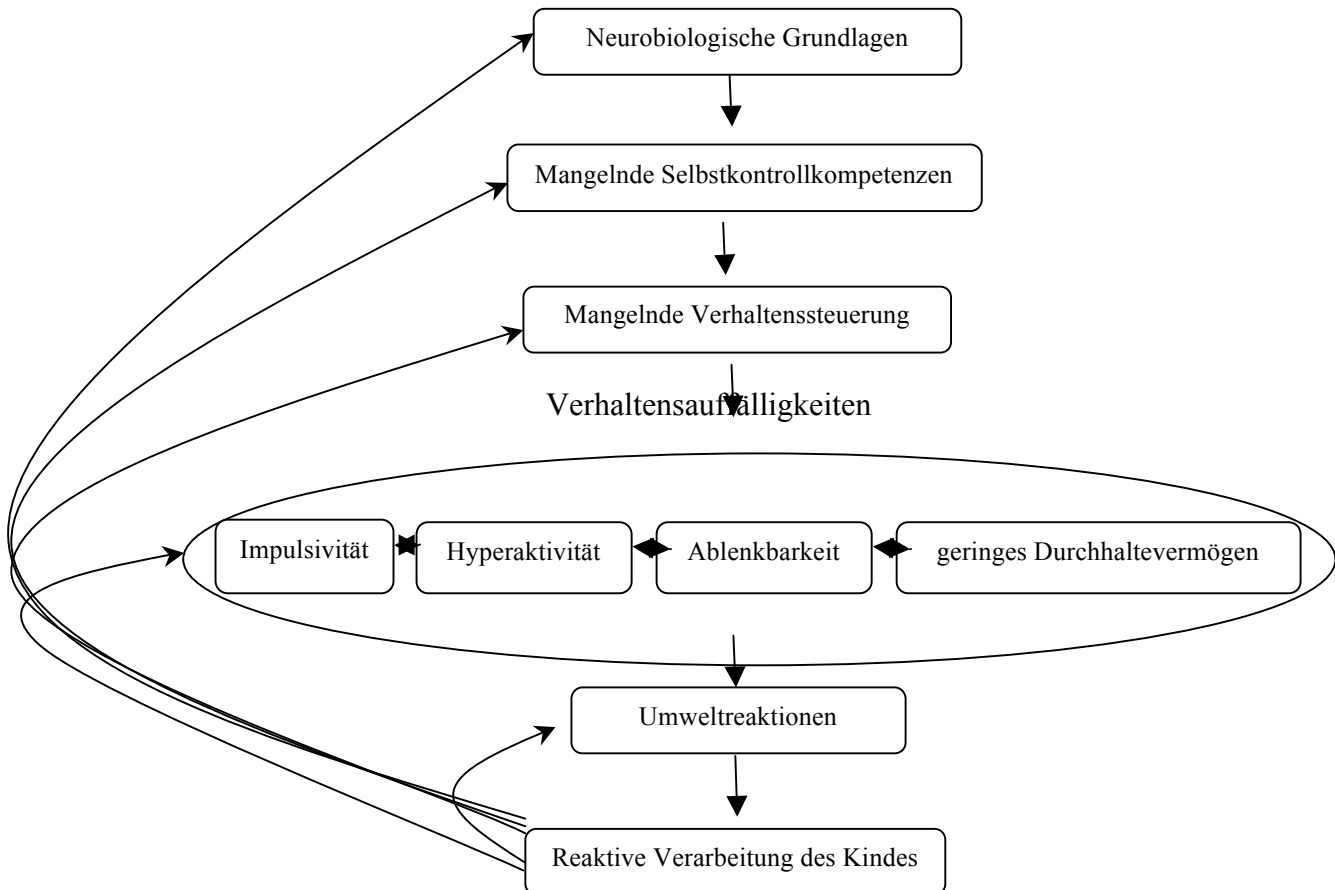 Neurobiologische Grundlagen
Mangelnde Selbstkontrollkompetenzen
Mangelnde Verhaltenssteuerung
Verhaltensauffälligkeiten
Impulsivität
Hyperaktivität
Ablenkbarkeit
geringes Durchhaltevermögen
Umweltreaktionen
Reaktive Verarbeitung des Kindes